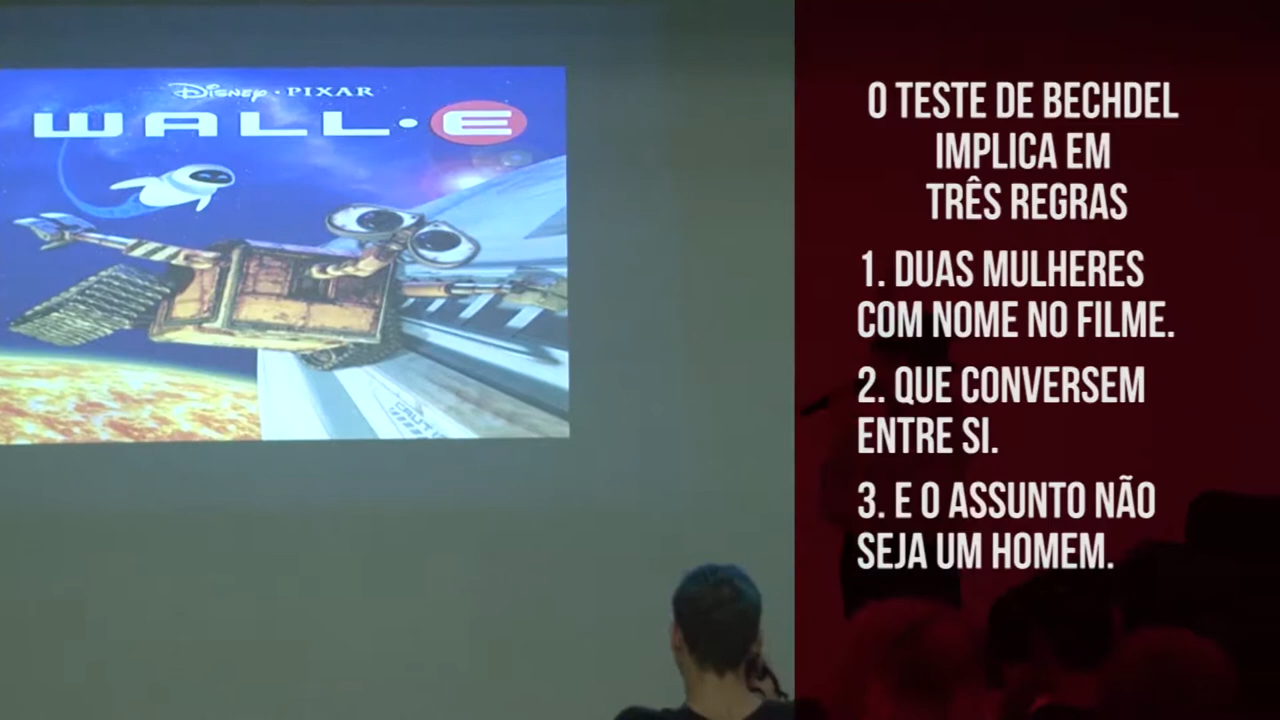 Disney · PIXAR
WALL·E
O TESTE DE BECHDEL
IMPLICA EM
TRÊS REGRAS
1. DUAS MULHERES
COM NOME NO FILME.
2. QUE CONVERSEM
ENTRE SI.
3. E O ASSUNTO NÃO
SEJA UM HOMEM.